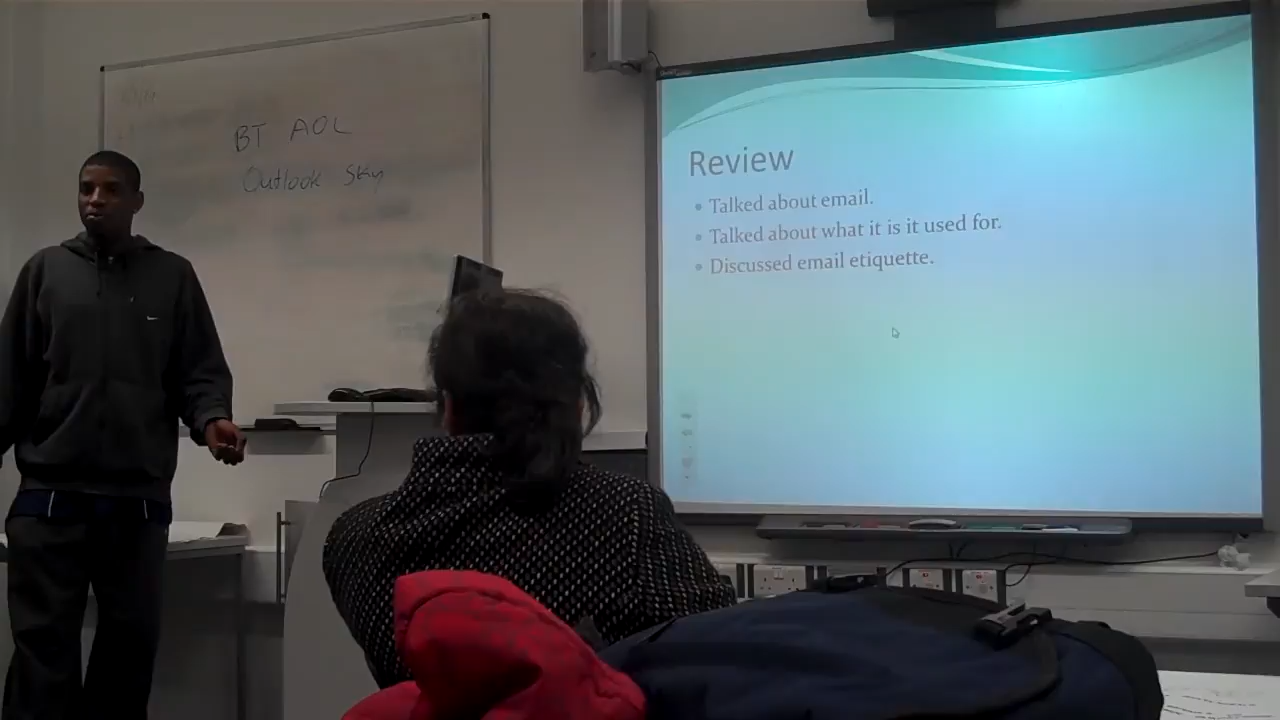 BT AOL
Outlook Sky
Review
• Talked about email.
• Talked about what it is it used for.
• Discussed email etiquette.